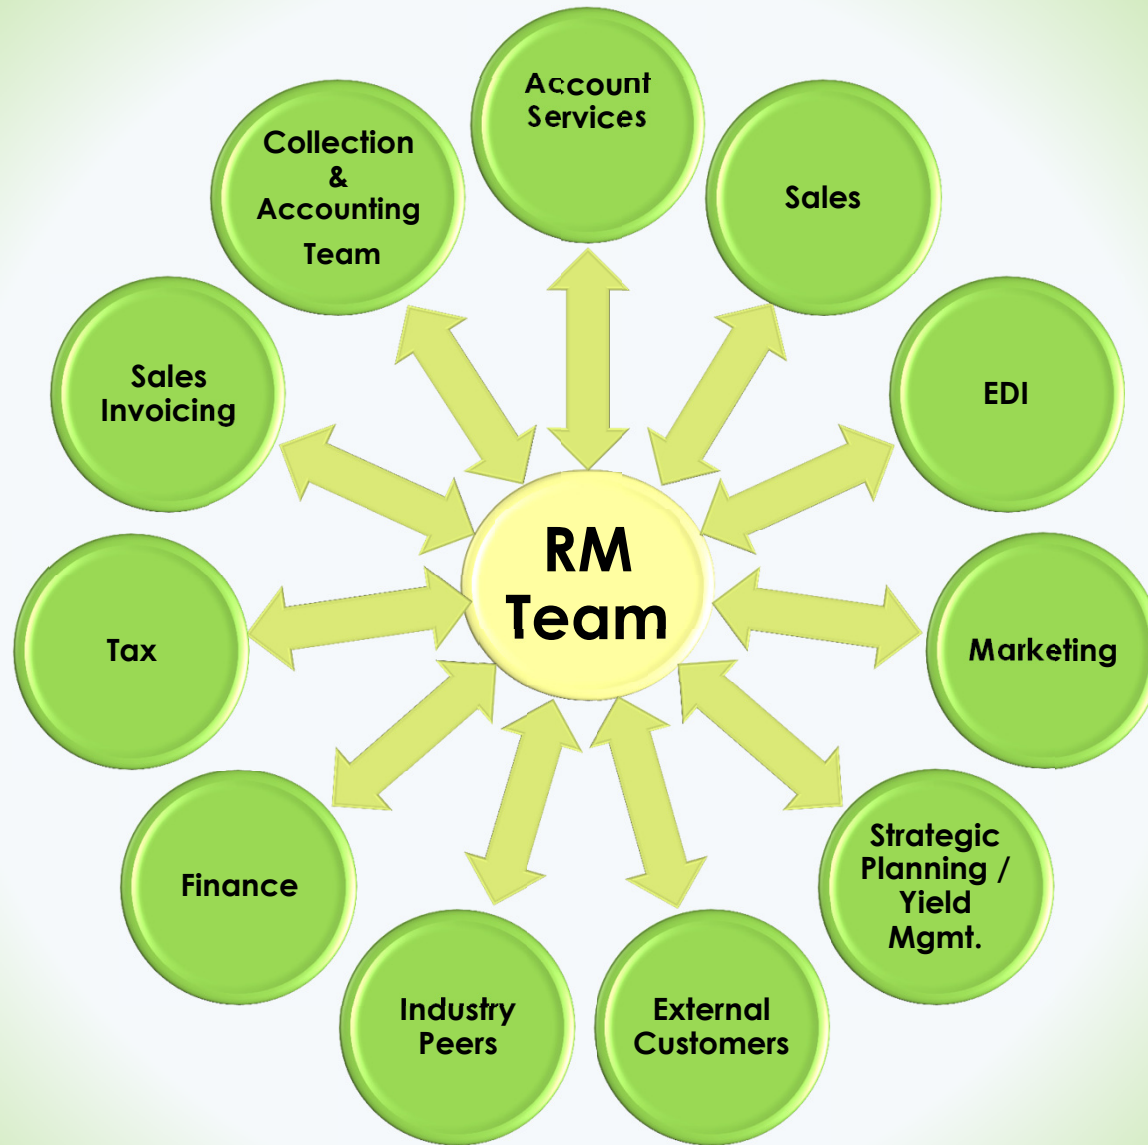 Account
Services
Sales
EDI
Marketing
Strategic
Planning /
Yield
Mgmt.
External
Customers
Industry
Peers
Finance
Tax
Sales
Invoicing
Collection
&
Accounting
Team
RM
Team